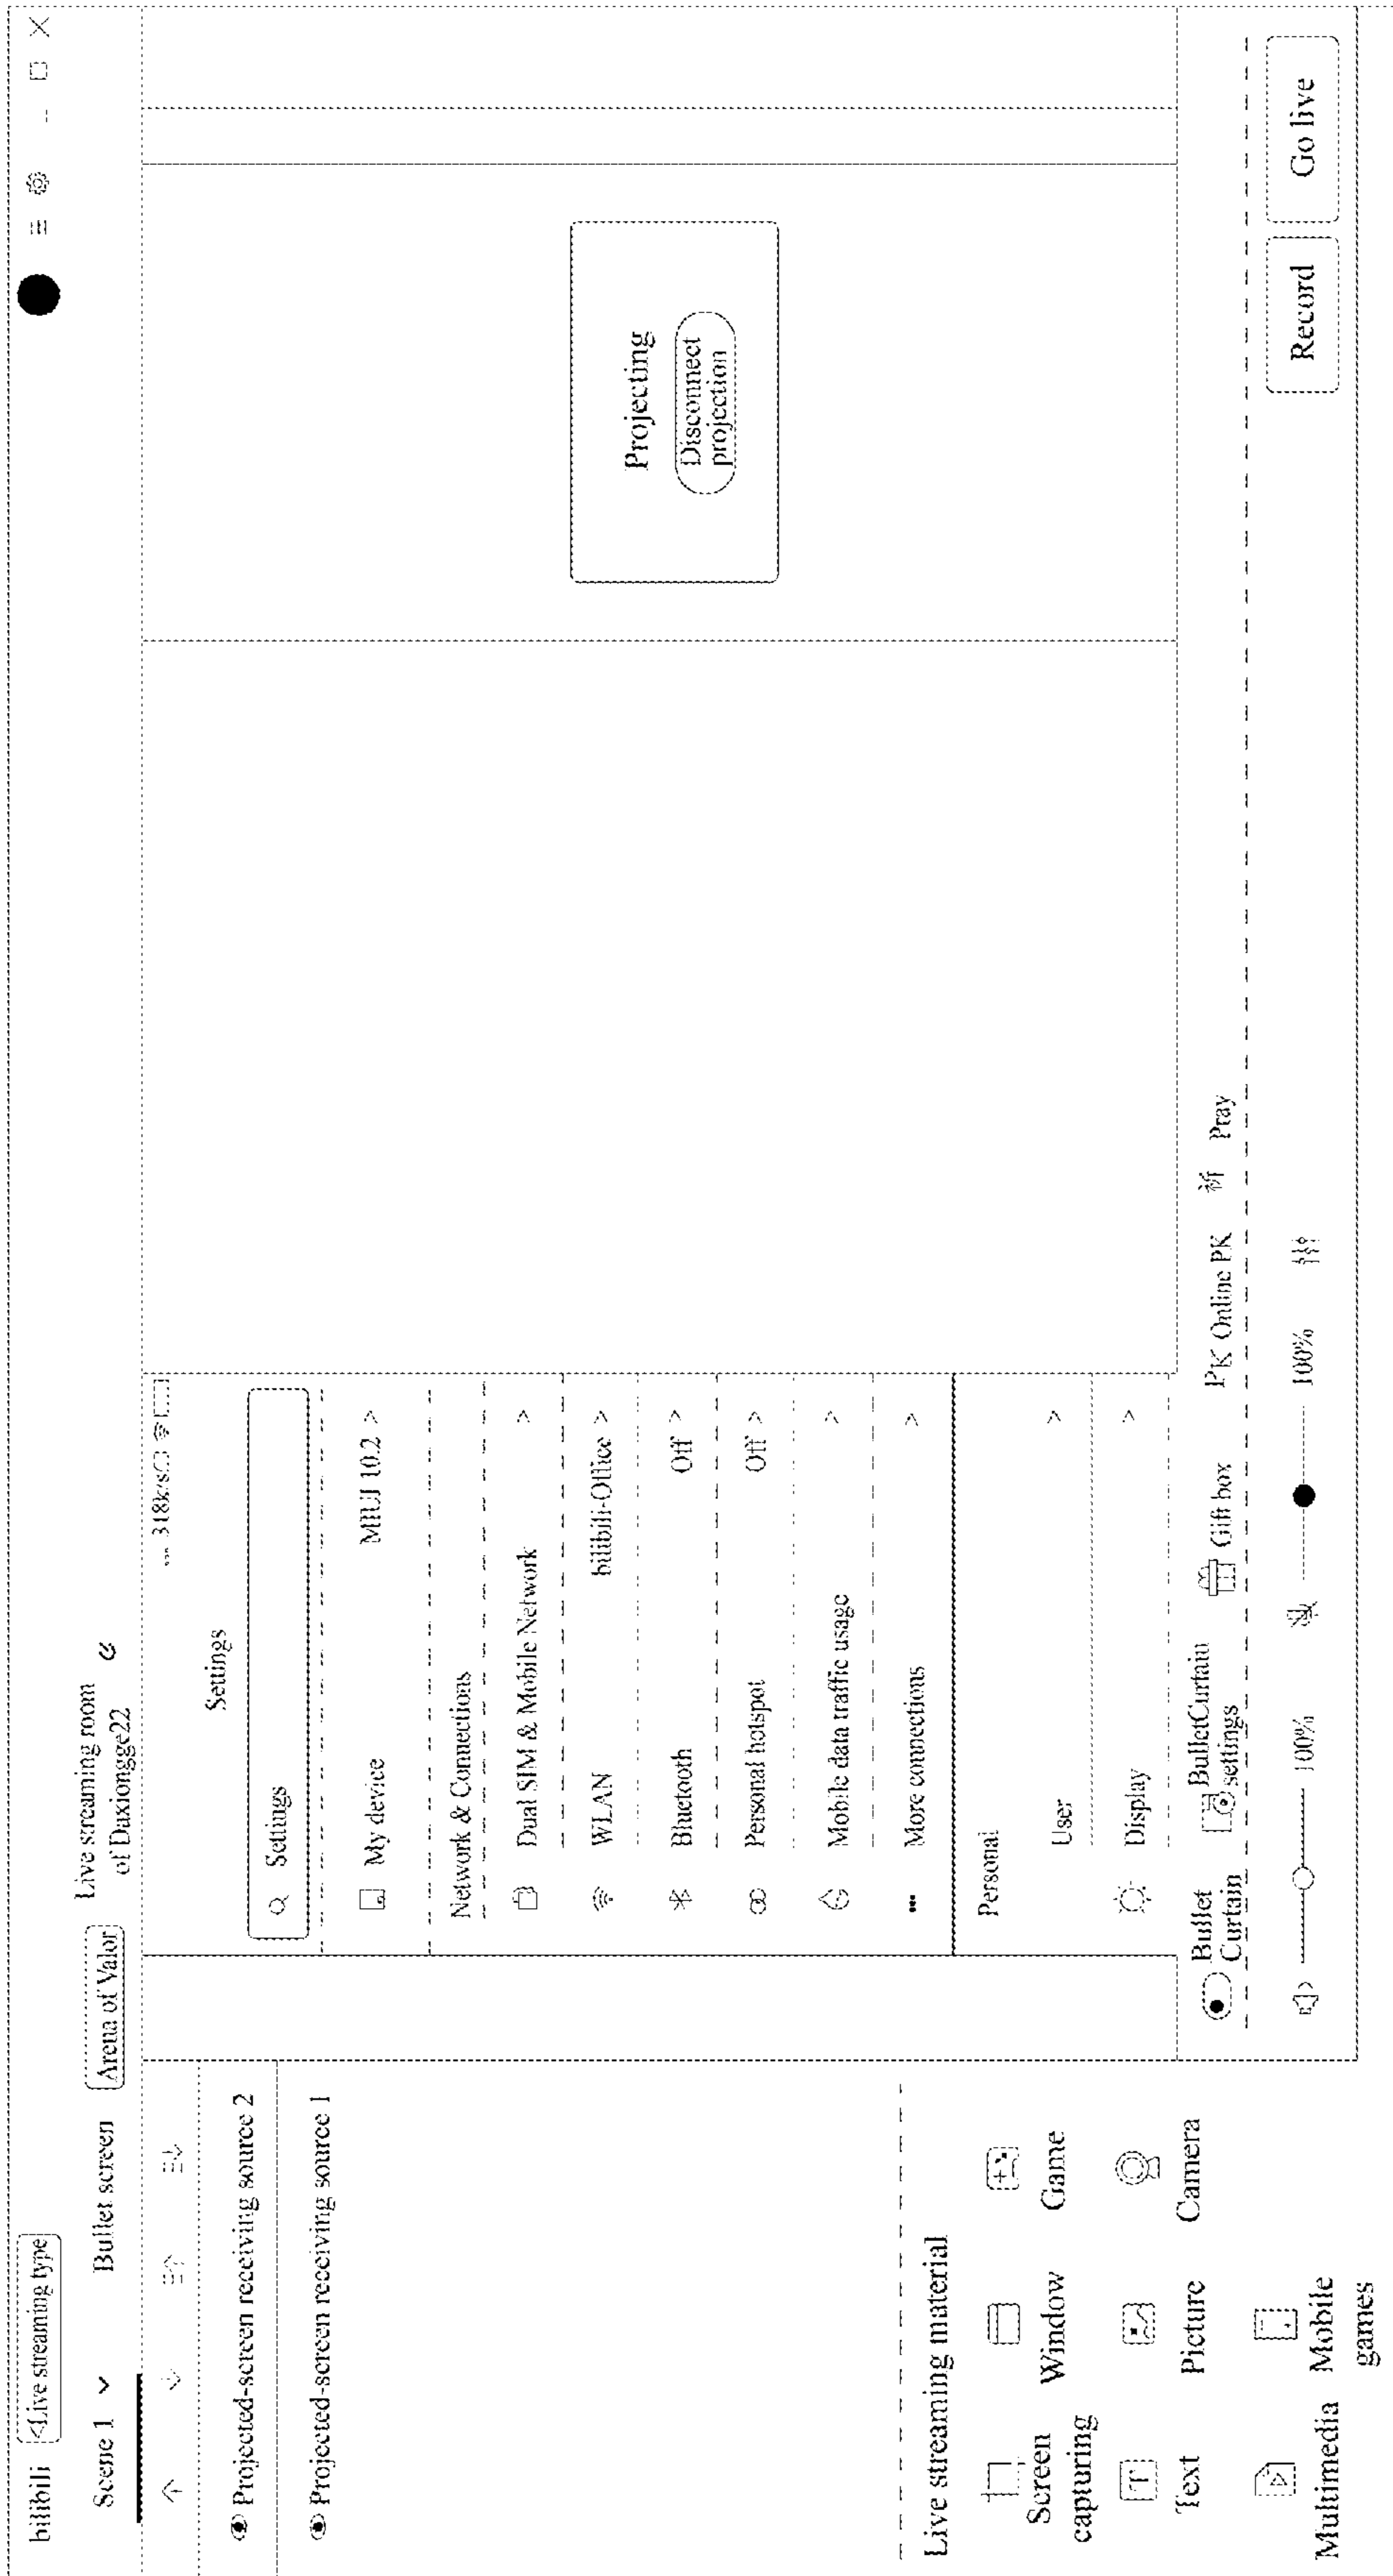 bilibili <Live streaming type
Scene 1 Bullet screen Arena of Valor Live streaming room
of Daxiongge22
Projected-screen receiving source 2
Projected-screen receiving source 1
Live streaming material
Screen
capturing
Window
Game
Text
Picture
Camera
Multimedia
Mobile
games
... 318k/s
Settings
Settings
My device MIUI 10.2 >
Network & Connections
Dual SIM & Mobile Network >
WLAN bilibili-Office >
Bluetooth Off >
Personal hotspot Off >
Mobile data traffic usage >
More connections >
Personal
User >
Display >
Projecting
Disconnect
projection
Bullet
Curtain
BulletCurtain
settings
Gift box
PK Online PK
祈 Pray
100%
100%
Record
Go live